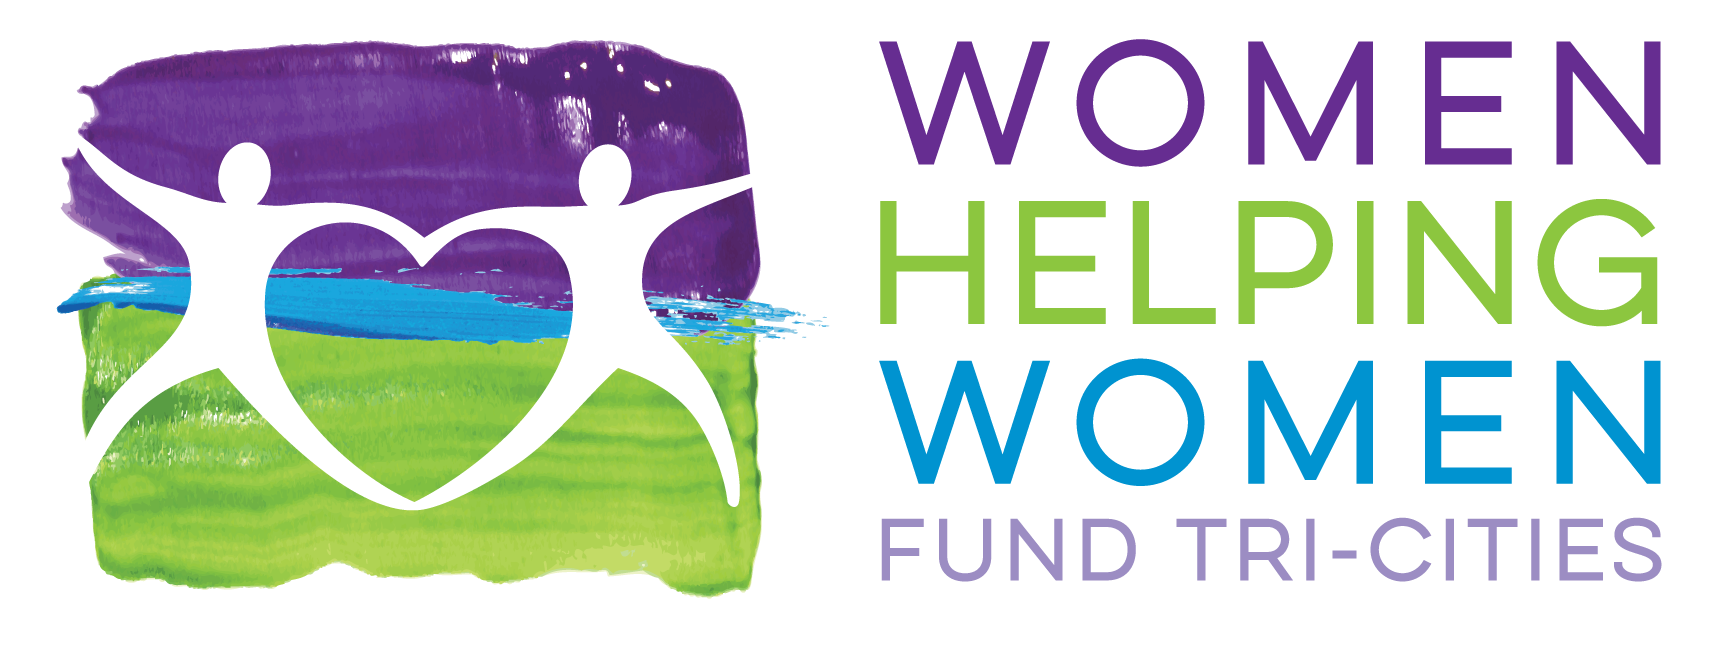 WOMEN
HELPING
WOMEN
FUND TRI-CITIES